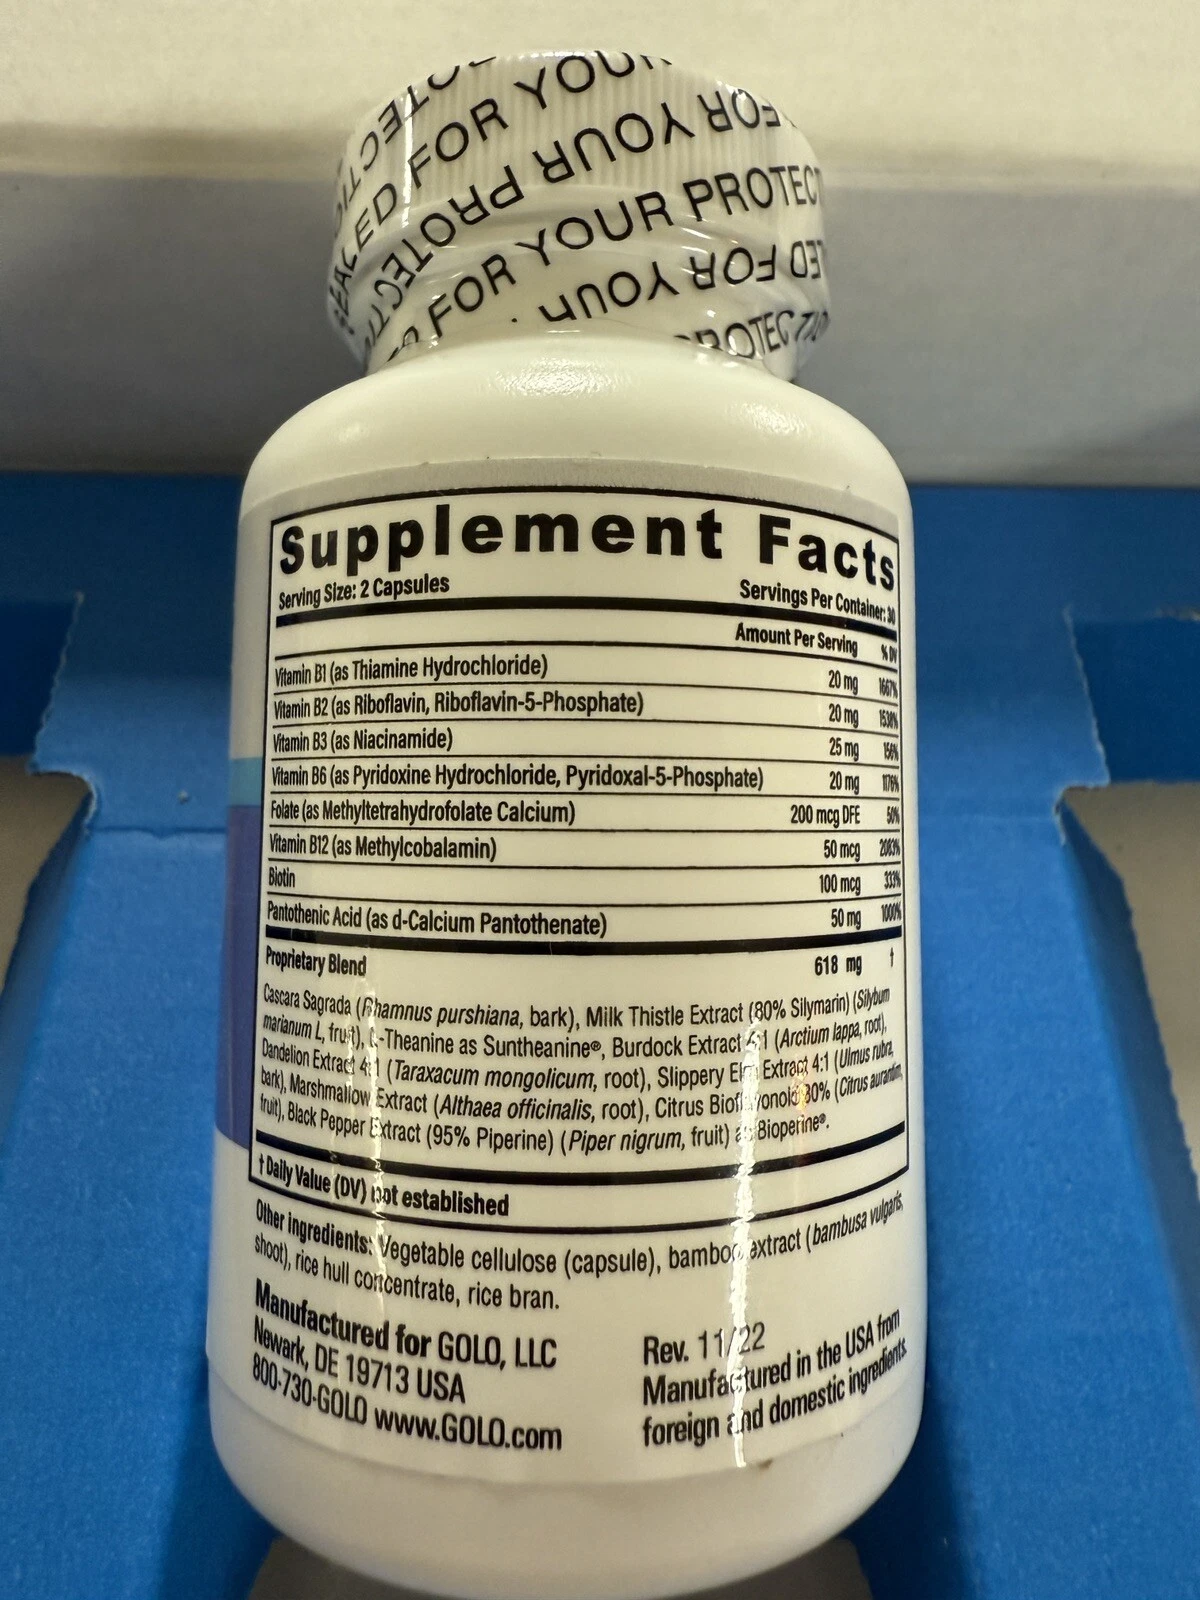 SEALED FOR YOUR
PROTECT
FOR YOUR
FOR YOUR PROTECT
FOR YOUR
PROTECT
Supplement Facts
Serving Size: 2 Capsules Servings Per Container: 30
Amount Per Serving % DV
Vitamin B1 (as Thiamine Hydrochloride) 20 mg 1667%
Vitamin B2 (as Riboflavin, Riboflavin-5-Phosphate) 20 mg 1538%
Vitamin B3 (as Niacinamide) 25 mg 156%
Vitamin B6 (as Pyridoxine Hydrochloride, Pyridoxal-5-Phosphate) 20 mg 1176%
Folate (as Methyltetrahydrofolate Calcium) 200 mcg DFE 50%
Vitamin B12 (as Methylcobalamin) 50 mcg 2083%
Biotin 100 mcg 333%
Pantothenic Acid (as d-Calcium Pantothenate) 50 mg 1000%
Proprietary Blend 618 mg †
Cascara Sagrada (Rhamnus purshiana, bark), Milk Thistle Extract (80% Silymarin) (Silybum
marianum L, fruit), L-Theanine as Suntheanine®, Burdock Extract 4:1 (Arctium lappa, root),
Dandelion Extract 4:1 (Taraxacum mongolicum, root), Slippery Elm Extract 4:1 (Ulmus rubra,
bark), Marshmallow Extract (Althaea officinalis, root), Citrus Bioflavonoid 30% (Citrus aurantium,
fruit), Black Pepper Extract (95% Piperine) (Piper nigrum, fruit) as Bioperine®.
† Daily Value (DV) not established
Other ingredients: Vegetable cellulose (capsule), bamboo extract (bambusa vulgaris,
shoot), rice hull concentrate, rice bran.
Manufactured for GOLO, LLC
Newark, DE 19713 USA
800-730-GOLO www.GOLO.com
Rev. 11/22
Manufactured in the USA from
foreign and domestic ingredients.